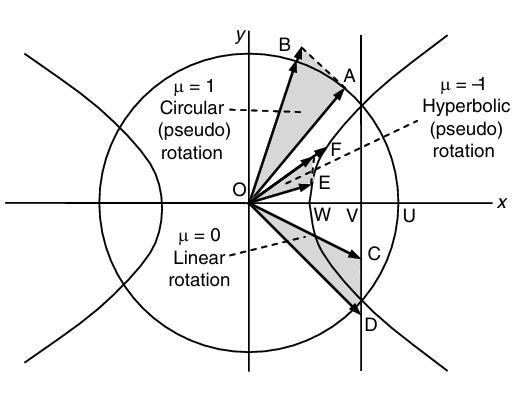 y
B
A
μ = 1
Circular
(pseudo)
rotation
μ = –1
Hyperbolic
(pseudo)
rotation
F
E
O
W
V
U
x
μ = 0
Linear
rotation
C
D